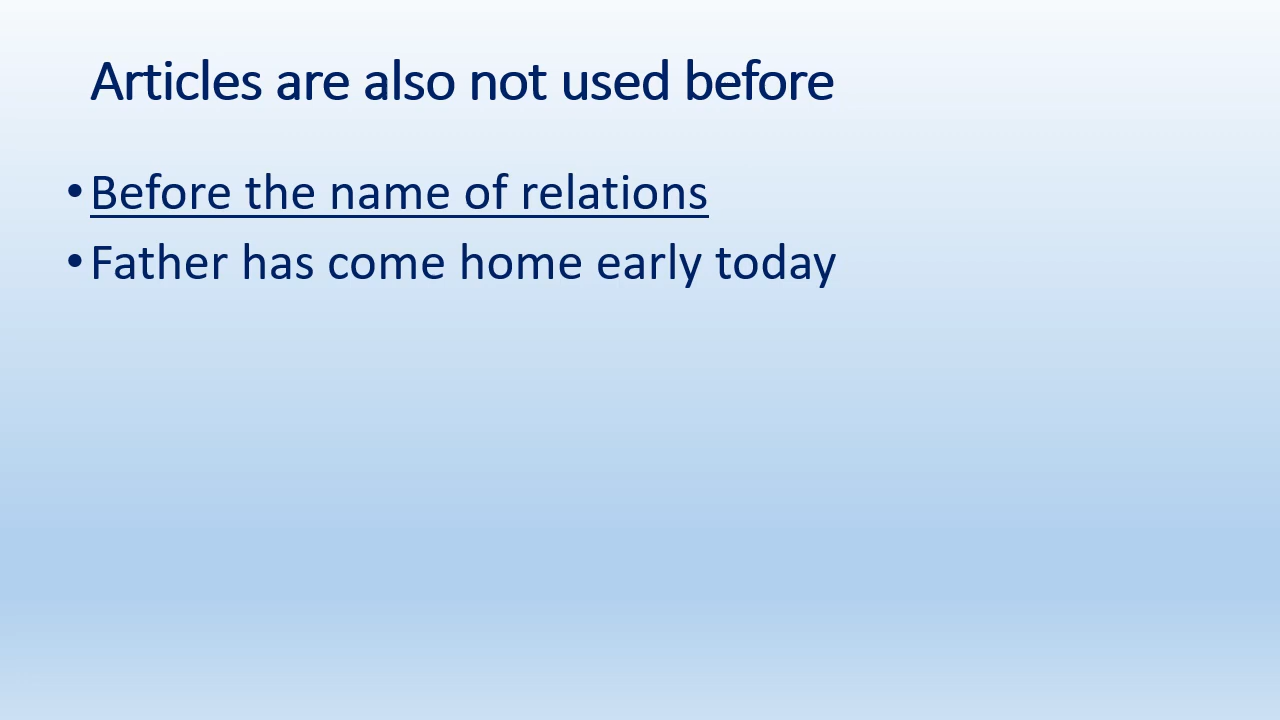 Articles are also not used before
•Before the name of relations
•Father has come home early today